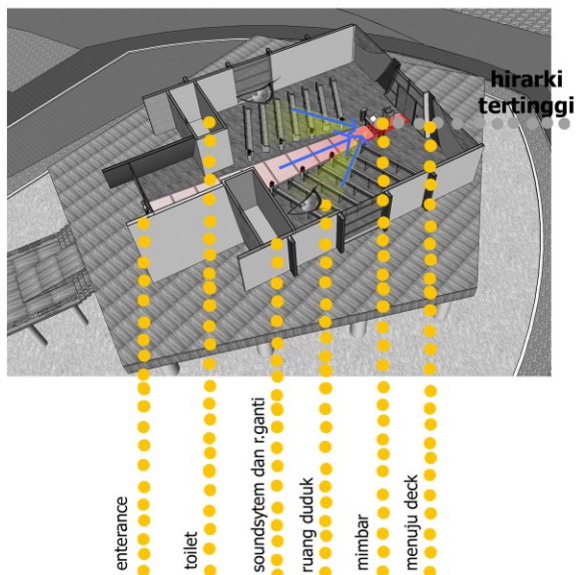 hirarki
tertinggi
enterance
toilet
soundsytem dan r.ganti
ruang duduk
mimbar
menuju deck